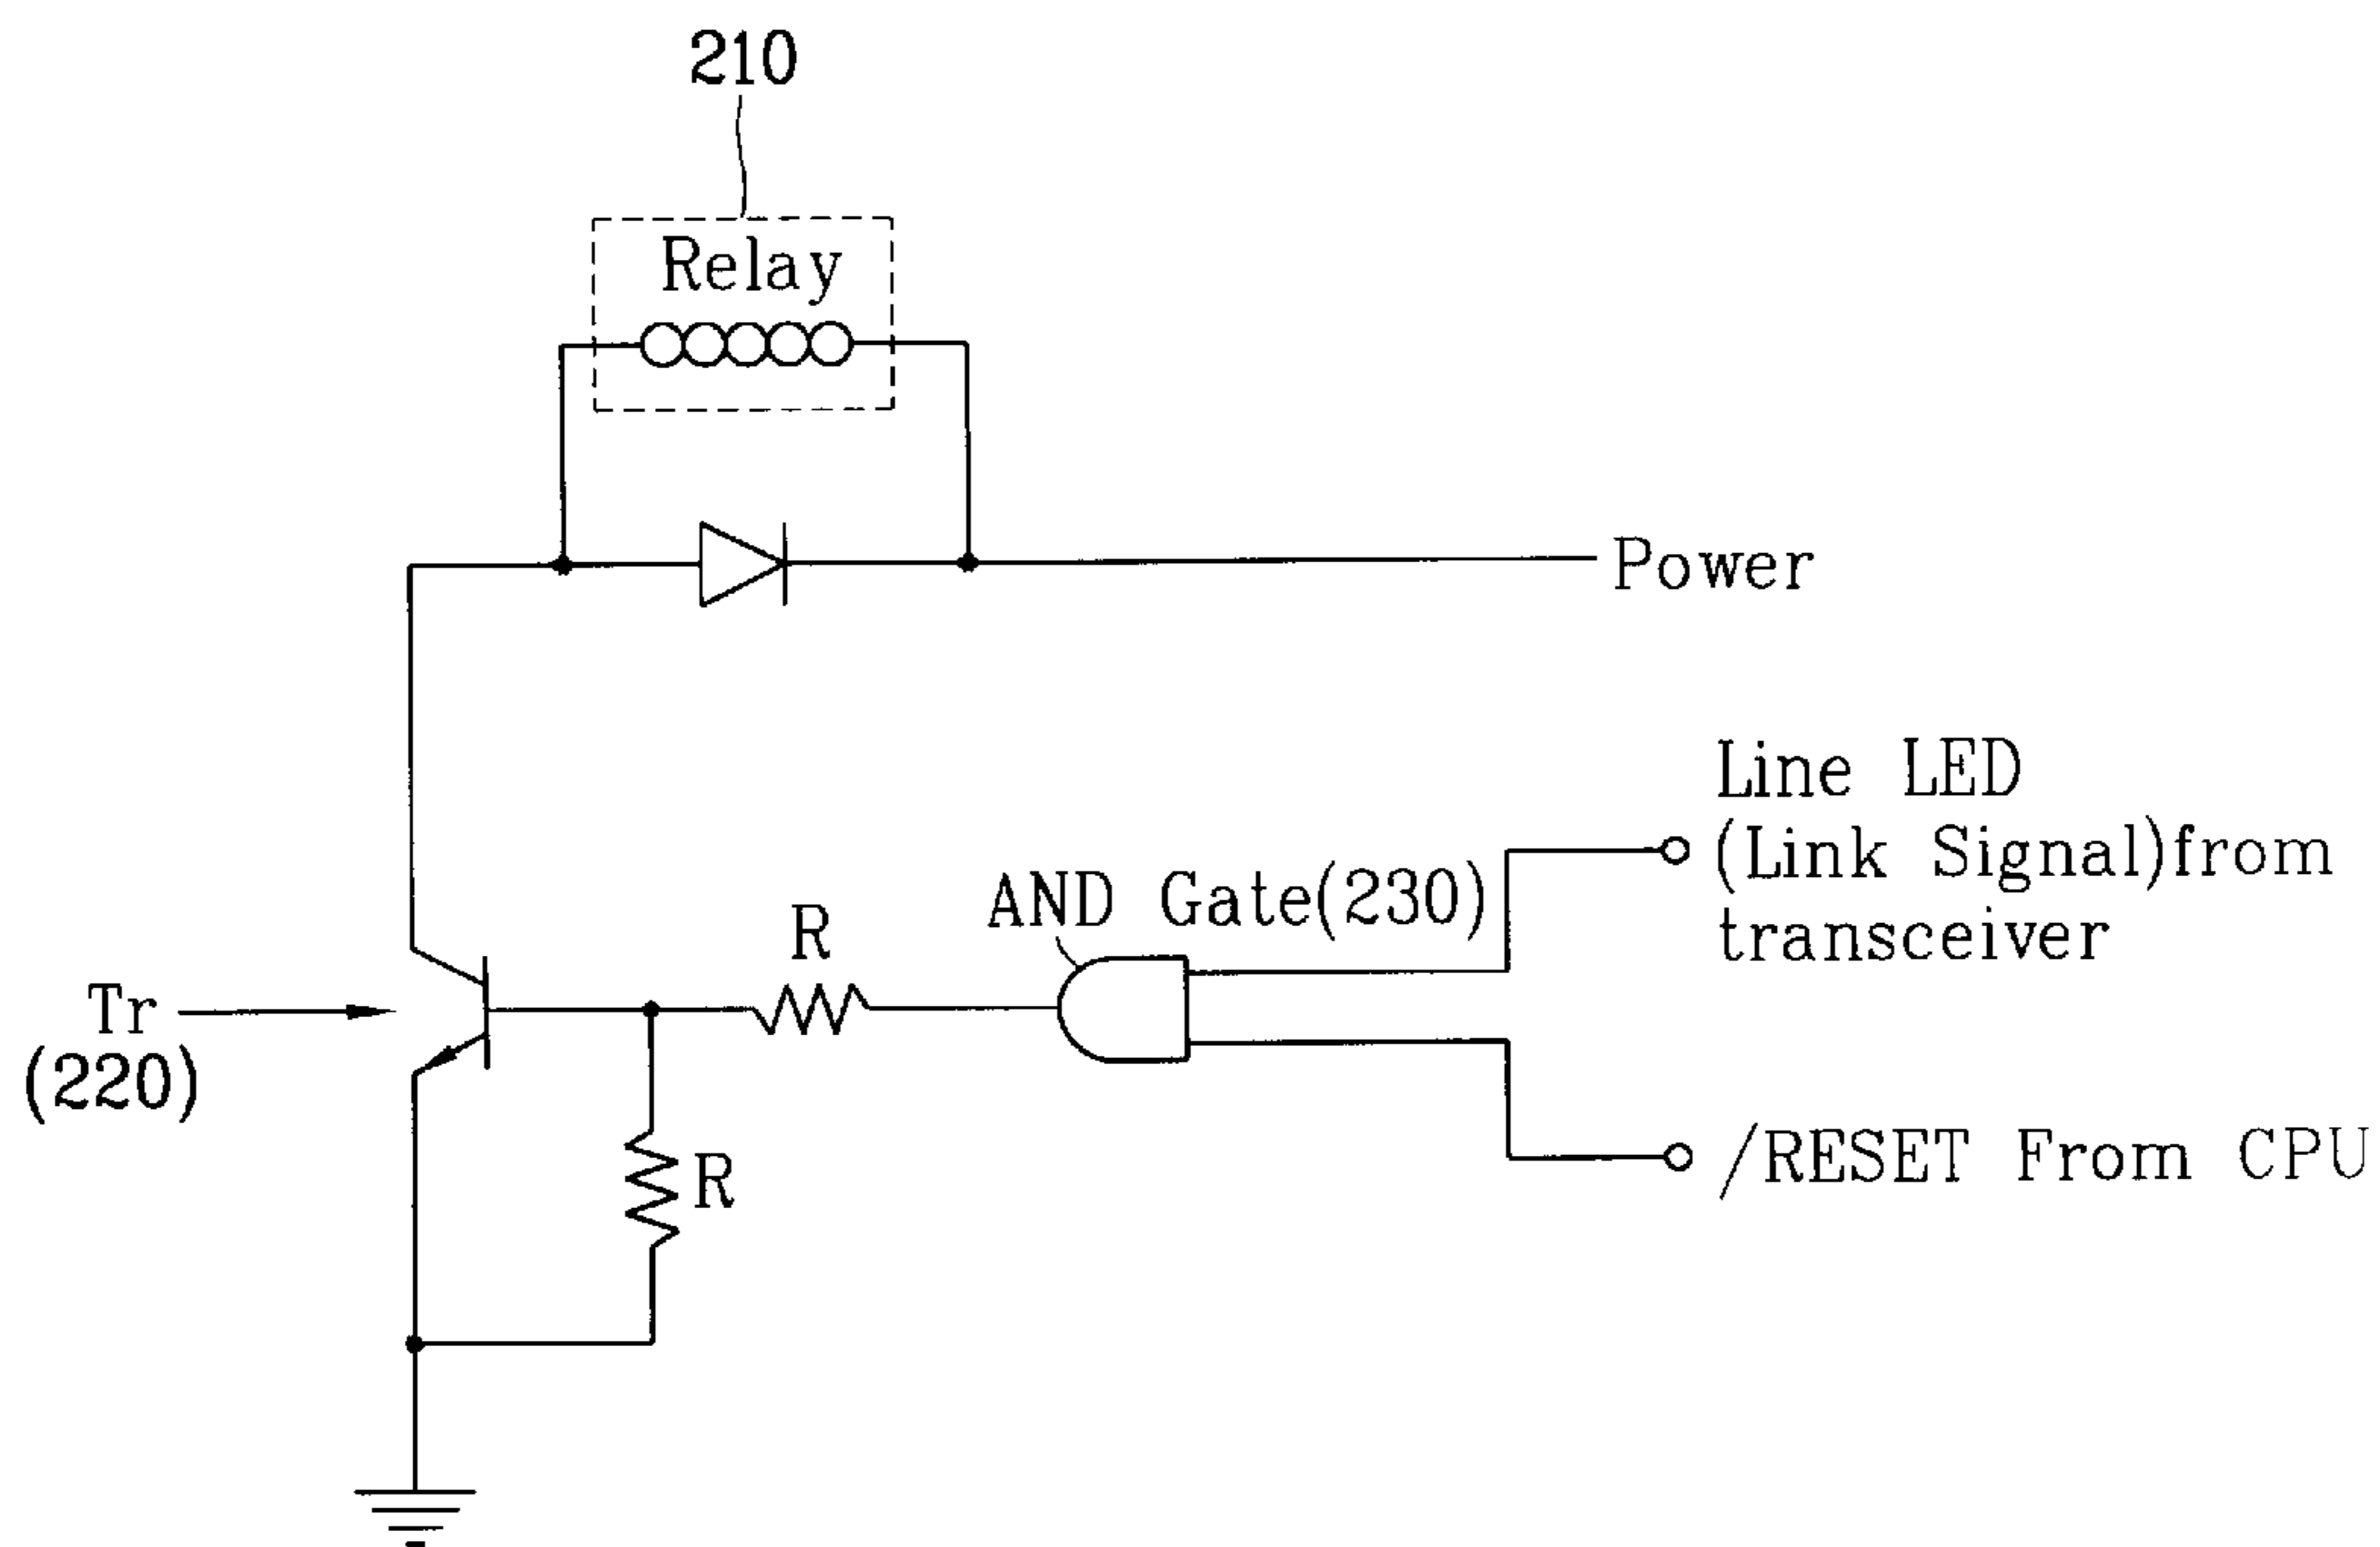 210
Relay
Power
Line LED
(Link Signal)from
transceiver
AND Gate(230)
R
Tr
(220)
R
/RESET From CPU